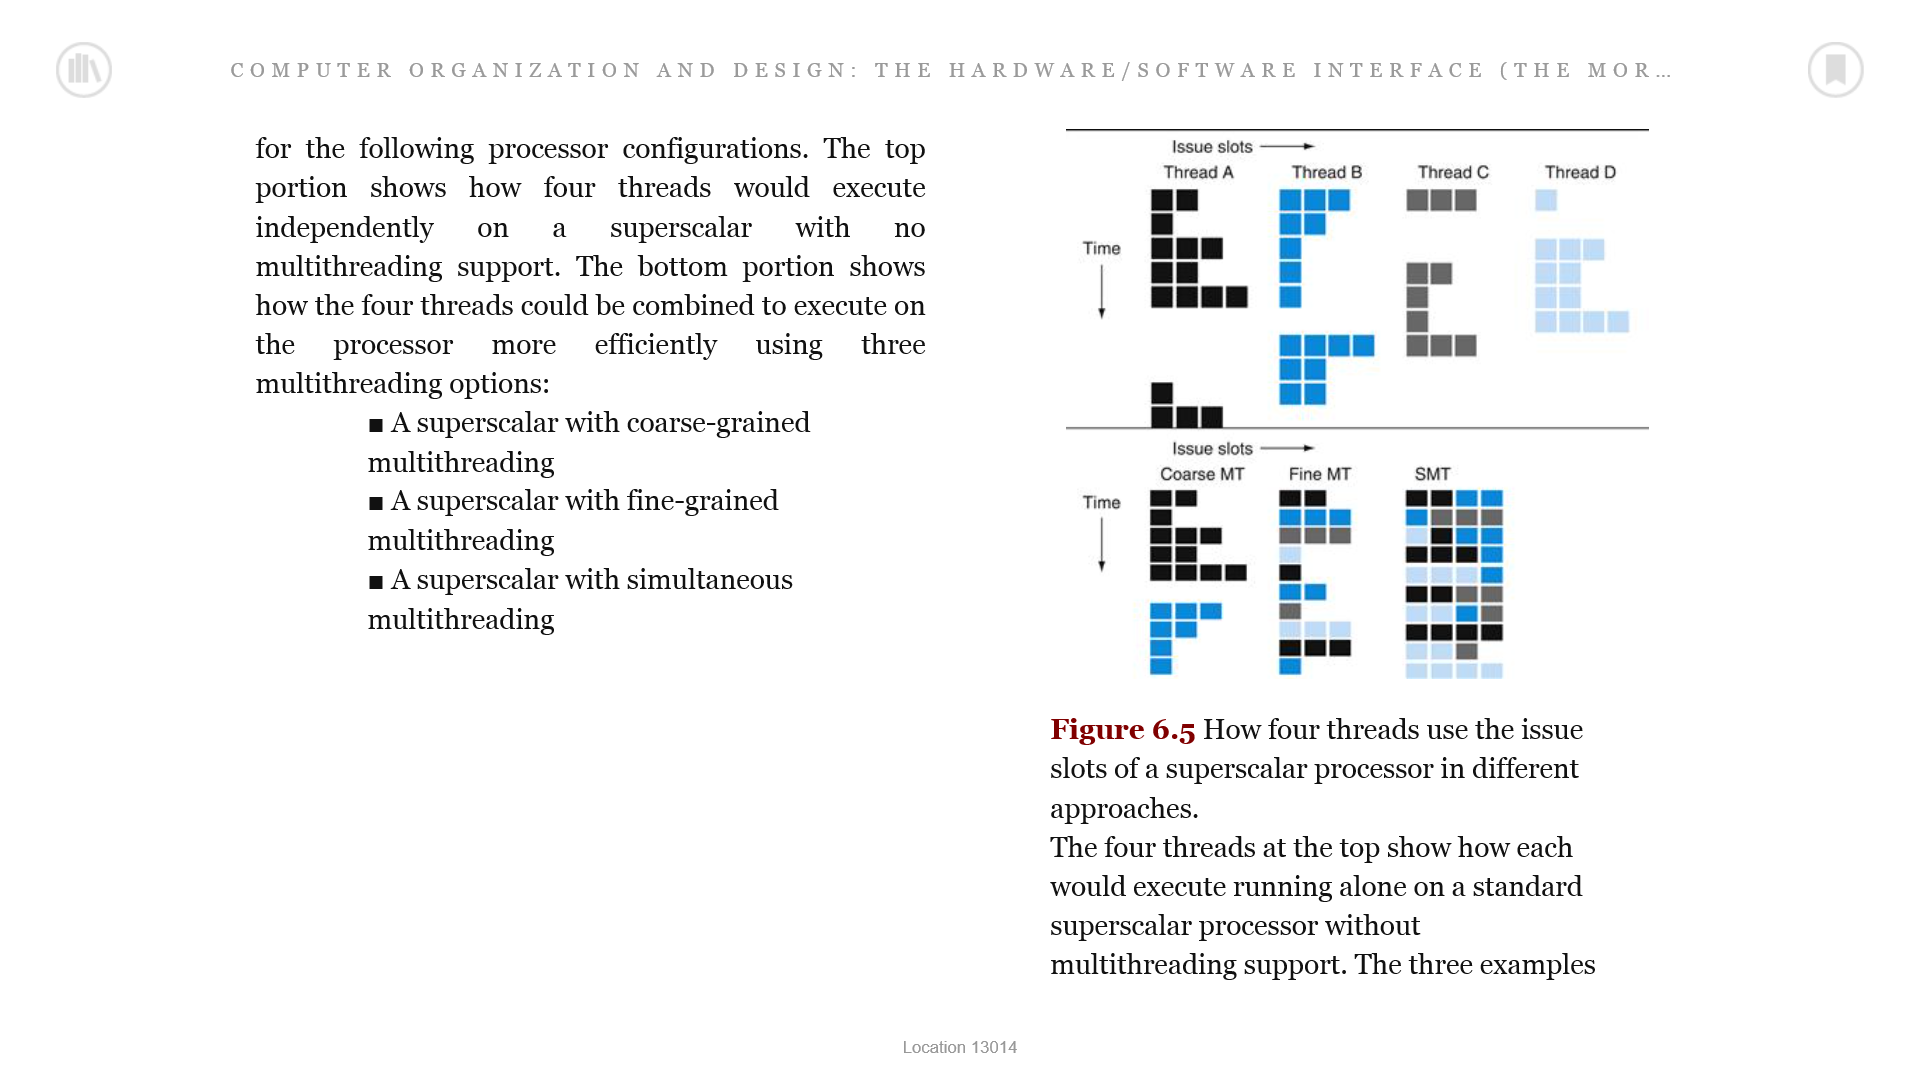 COMPUTER ORGANIZATION AND DESIGN: THE HARDWARE/SOFTWARE INTERFACE (THE MOR…
for the following processor configurations. The top
portion shows how four threads would execute
independently on a superscalar with no
multithreading support. The bottom portion shows
how the four threads could be combined to execute on
the processor more efficiently using three
multithreading options:
■ A superscalar with coarse-grained
multithreading
■ A superscalar with fine-grained
multithreading
■ A superscalar with simultaneous
multithreading
Issue slots
Thread A Thread B Thread C Thread D
Time
Issue slots
Coarse MT Fine MT SMT
Time
Figure 6.5 How four threads use the issue
slots of a superscalar processor in different
approaches.
The four threads at the top show how each
would execute running alone on a standard
superscalar processor without
multithreading support. The three examples
Location 13014